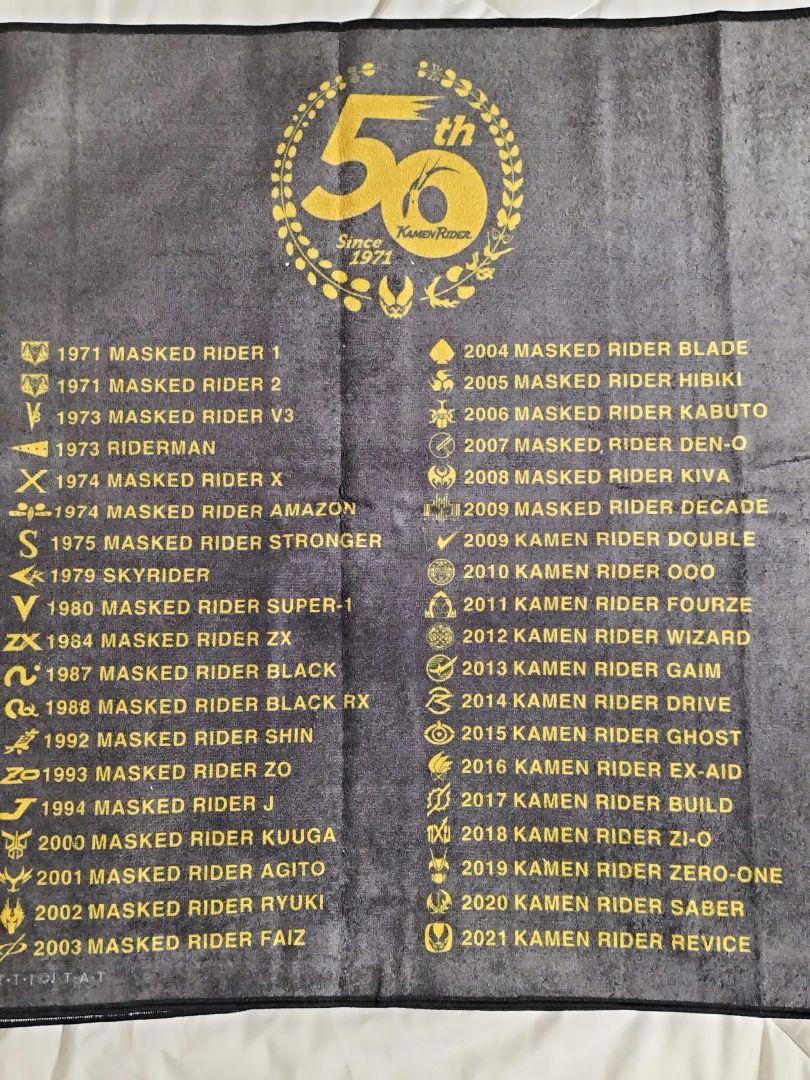 50th
KAMEN RIDER
Since
1971
1971 MASKED RIDER 1
1971 MASKED RIDER 2
1973 MASKED RIDER V3
1973 RIDERMAN
1974 MASKED RIDER X
1974 MASKED RIDER AMAZON
1975 MASKED RIDER STRONGER
1979 SKYRIDER
1980 MASKED RIDER SUPER-1
ZX 1984 MASKED RIDER ZX
1987 MASKED RIDER BLACK
1988 MASKED RIDER BLACK RX
1992 MASKED RIDER SHIN
ZO 1993 MASKED RIDER ZO
J 1994 MASKED RIDER J
2000 MASKED RIDER KUUGA
2001 MASKED RIDER AGITO
2002 MASKED RIDER RYUKI
2003 MASKED RIDER FAIZ
2004 MASKED RIDER BLADE
2005 MASKED RIDER HIBIKI
2006 MASKED RIDER KABUTO
2007 MASKED RIDER DEN-O
2008 MASKED RIDER KIVA
2009 MASKED RIDER DECADE
2009 KAMEN RIDER DOUBLE
2010 KAMEN RIDER OOO
2011 KAMEN RIDER FOURZE
2012 KAMEN RIDER WIZARD
2013 KAMEN RIDER GAIM
2014 KAMEN RIDER DRIVE
2015 KAMEN RIDER GHOST
2016 KAMEN RIDER EX-AID
2017 KAMEN RIDER BUILD
2018 KAMEN RIDER ZI-O
2019 KAMEN RIDER ZERO-ONE
2020 KAMEN RIDER SABER
2021 KAMEN RIDER REVICE